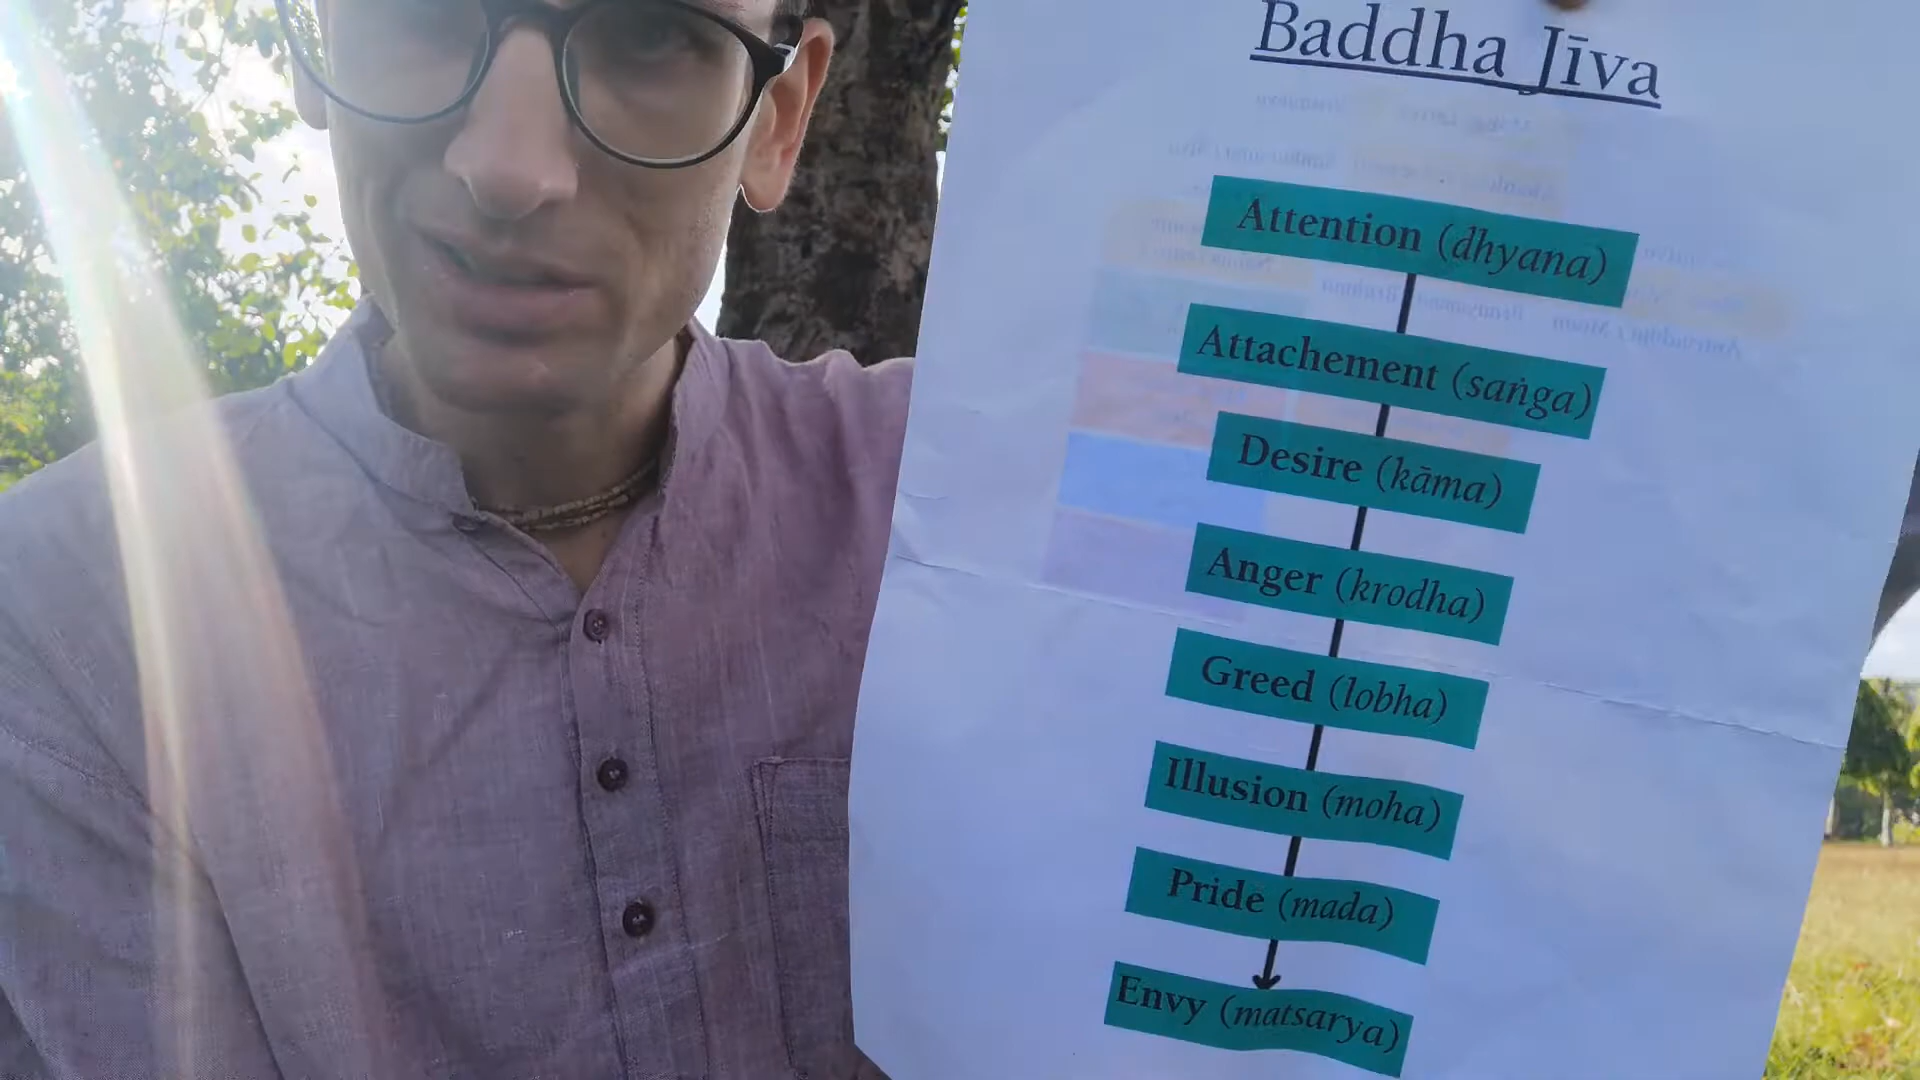 Baddha Jīva
Attention (dhyana)
Attachement (saṅga)
Desire (kāma)
Anger (krodha)
Greed (lobha)
Illusion (moha)
Pride (mada)
Envy (matsarya)